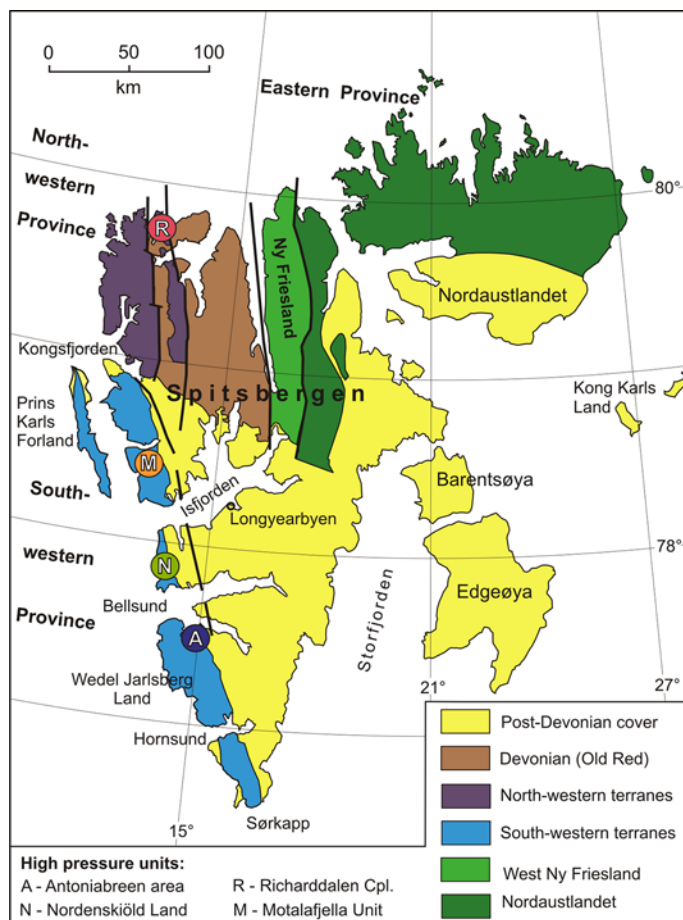 0 50 100
km
Eastern Province
North-
western
Province
80°
R
Ny Friesland
Nordaustlandet
Kongsfjorden
Spitsbergen
Kong Karls
Land
Prins
Karls
Forland
M
Barentsøya
South-
Isfjorden
Longyearbyen
western
78°
N
Edgeøya
Bellsund
Storfjorden
Province
A
Wedel Jarlsberg
Land
21°
27°
Hornsund
Sørkapp
15°
Post-Devonian cover
Devonian (Old Red)
North-western terranes
South-western terranes
West Ny Friesland
Nordaustlandet
High pressure units:
A - Antoniabreen area
R - Richarddalen Cpl.
N - Nordenskiöld Land
M - Motalafjella Unit